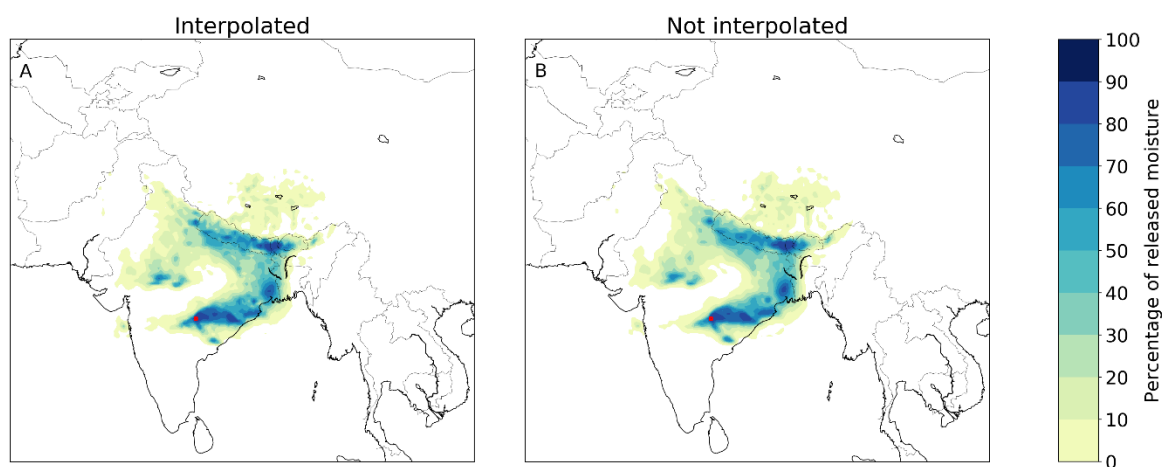 Interpolated
Not interpolated
A
B
100
90
80
70
60
50
40
30
20
10
0
Percentage of released moisture